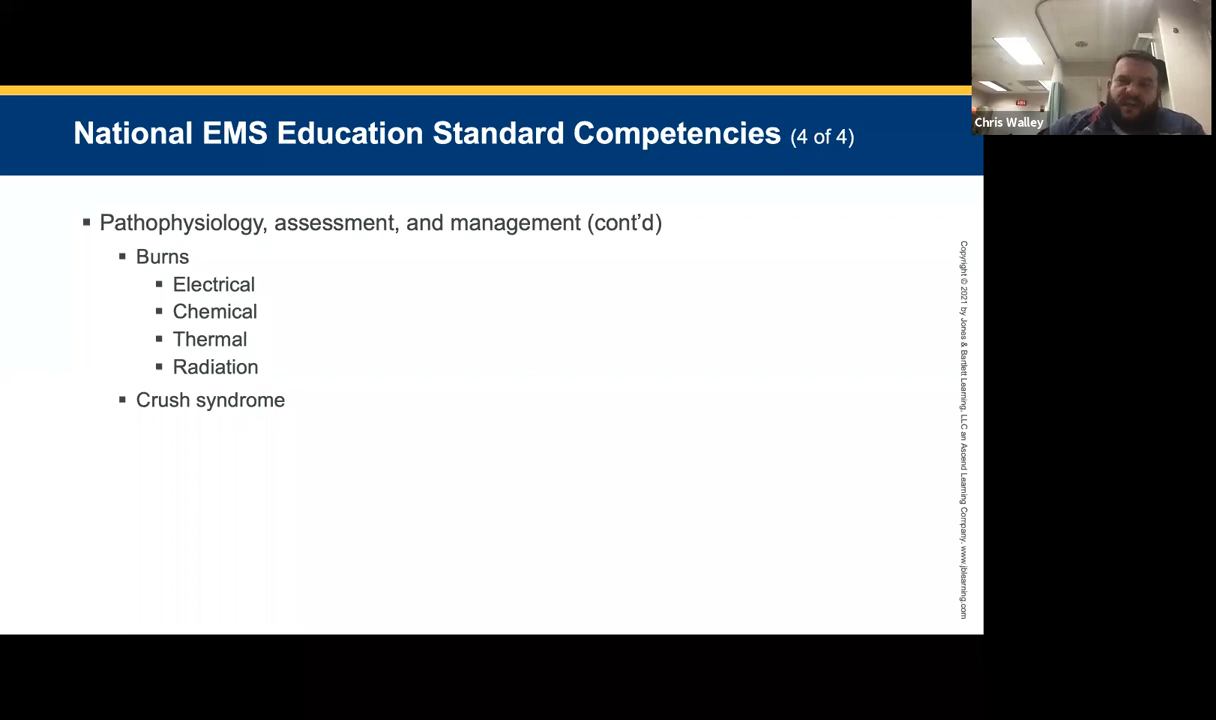 National EMS Education Standard Competencies (4 of 4)
▪ Pathophysiology, assessment, and management (cont’d)
▪ Burns
▪ Electrical
▪ Chemical
▪ Thermal
▪ Radiation
▪ Crush syndrome
Copyright © 2021 by Jones & Bartlett Learning, LLC an Ascend Learning Company. www.jblearning.com
Chris Walley